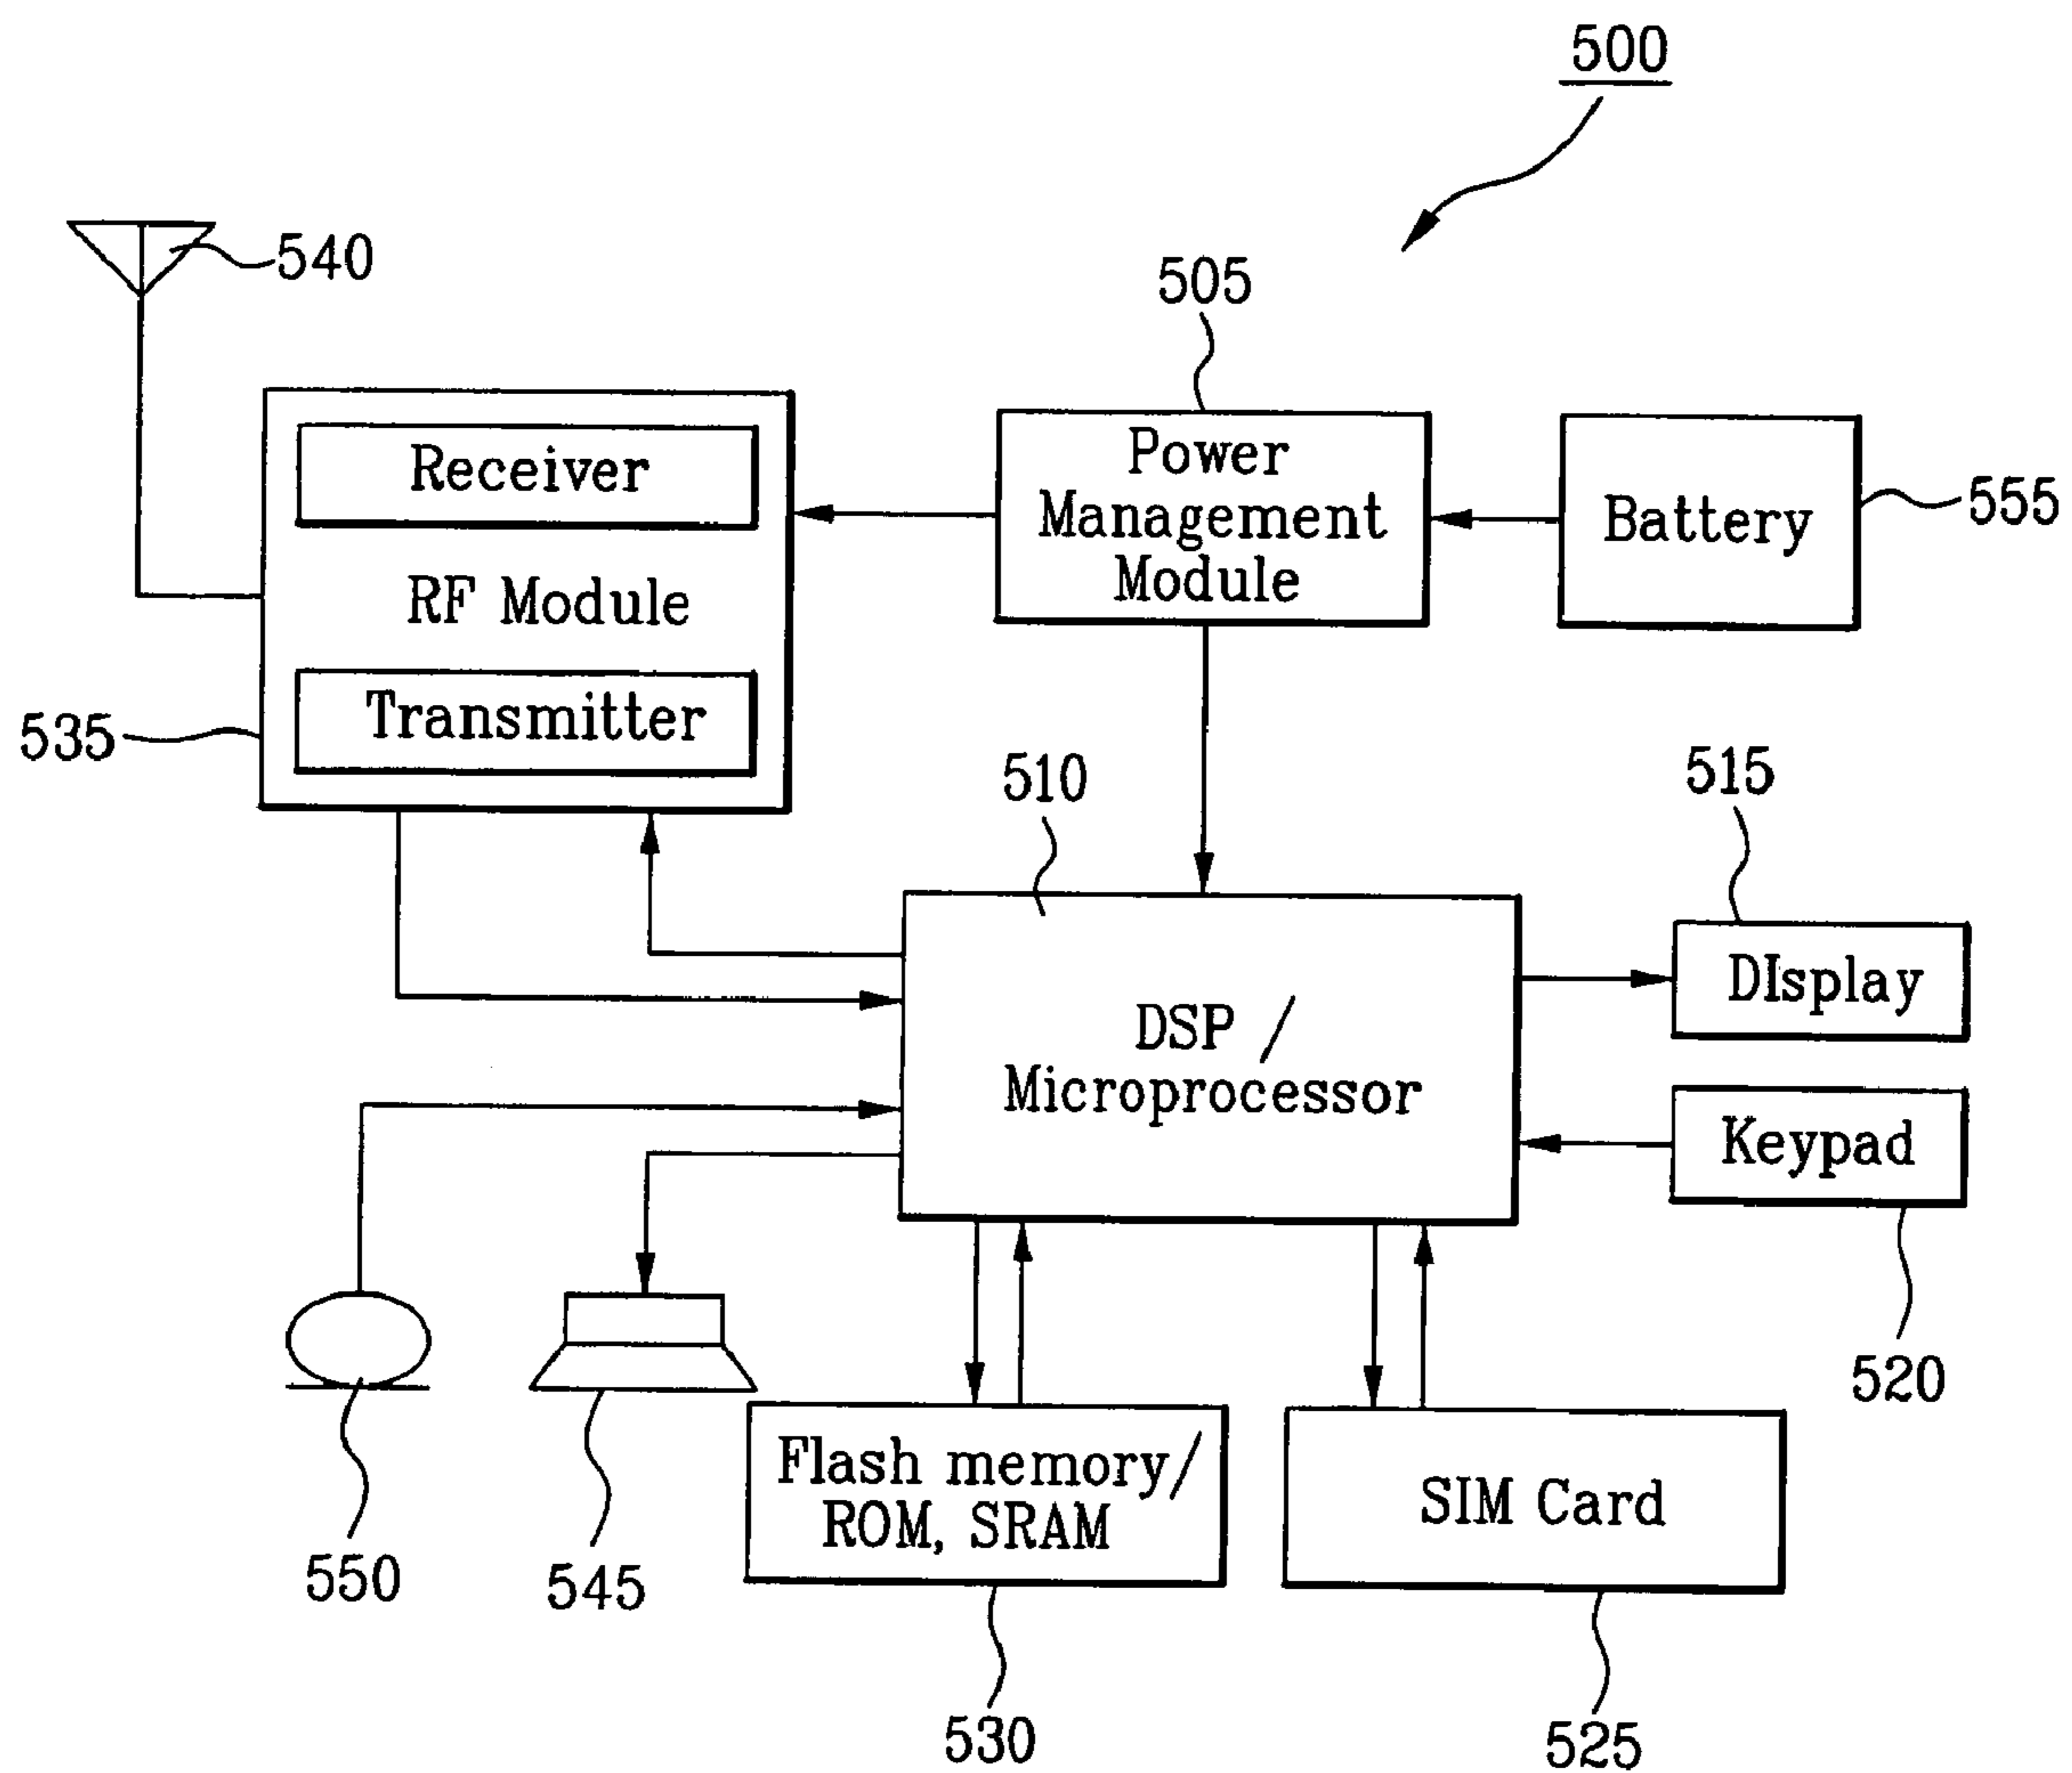 500
540
505
Receiver
RF Module
Transmitter
535
Power
Management
Module
Battery
555
510
515
DIsplay
DSP /
Microprocessor
Keypad
520
550
545
Flash memory/
ROM, SRAM
530
SIM Card
525